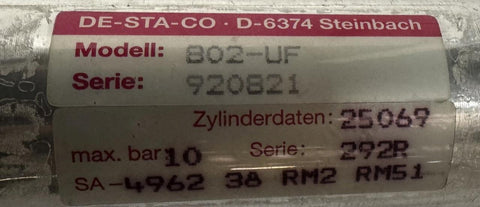 DE-STA-CO · D-6374 Steinbach
Modell: 802-UF
Serie: 920821
Zylinderdaten: 25069
max. bar 10 Serie: 292R
SA-4962 38 RM2 RM51